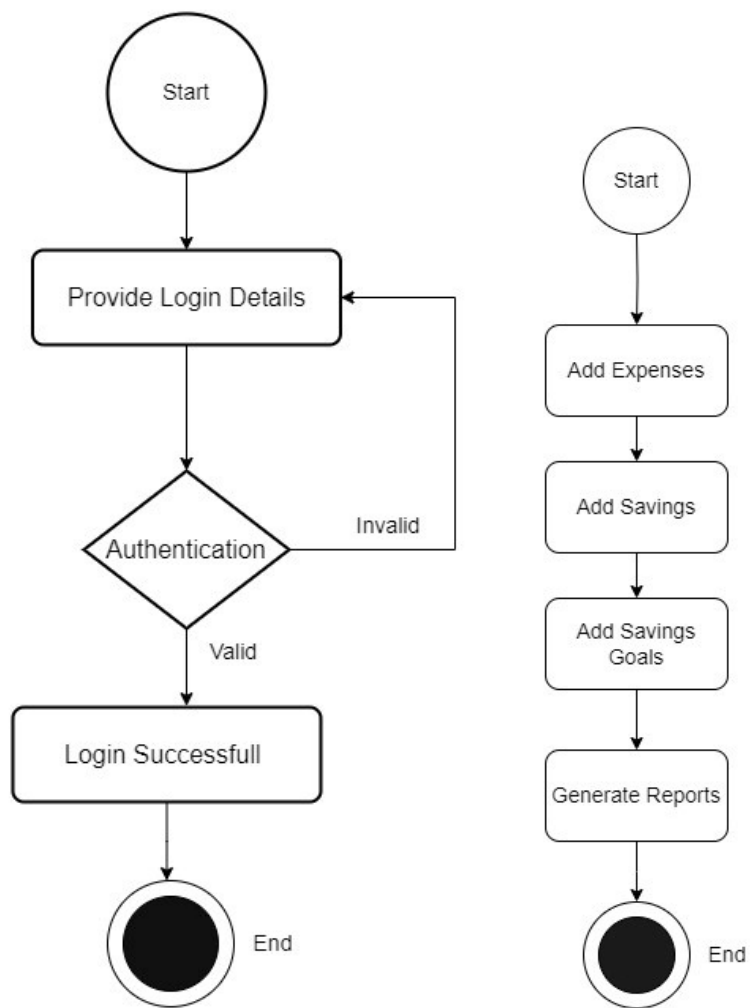 Start
Provide Login Details
Authentication
Invalid
Valid
Login Successfull
End
Start
Add Expenses
Add Savings
Add Savings
Goals
Generate Reports
End